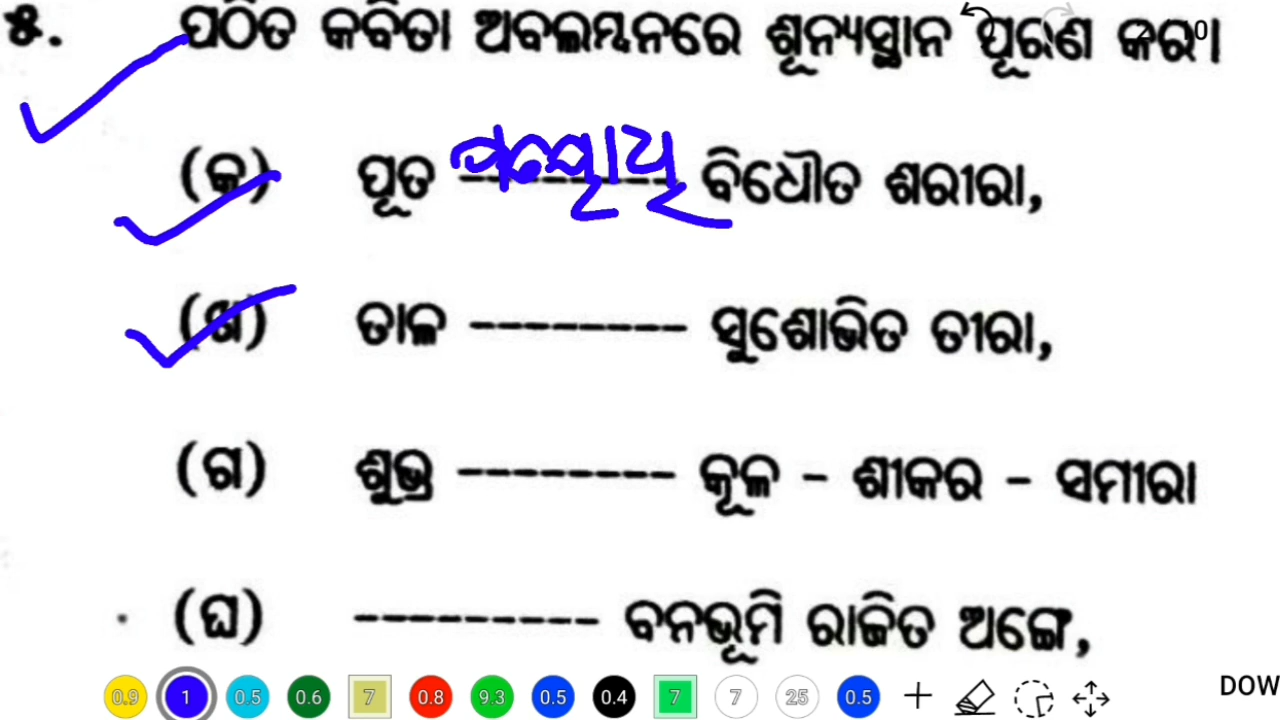 ୫. ପଠିତ କବିତା ଅବଲମ୍ବନରେ ଶୂନ୍ୟସ୍ଥାନ ପୂରଣ କର।
(କ) ପୂତ ପୟୋଧି ବିଧୌତ ଶରୀରା,
(ଖ) ତାଳ -------- ସୁଶୋଭିତ ତୀରା,
(ଗ) ଶୁଭ୍ର -------- କୂଳ - ଶୀକର - ସମୀରା
(ଘ) --------- ବନଭୂମି ରାଜିତ ଅଙ୍ଗେ,
0.9 1 0.5 0.6 7 0.8 9.3 0.5 0.4 7 7 25 0.5 DOW